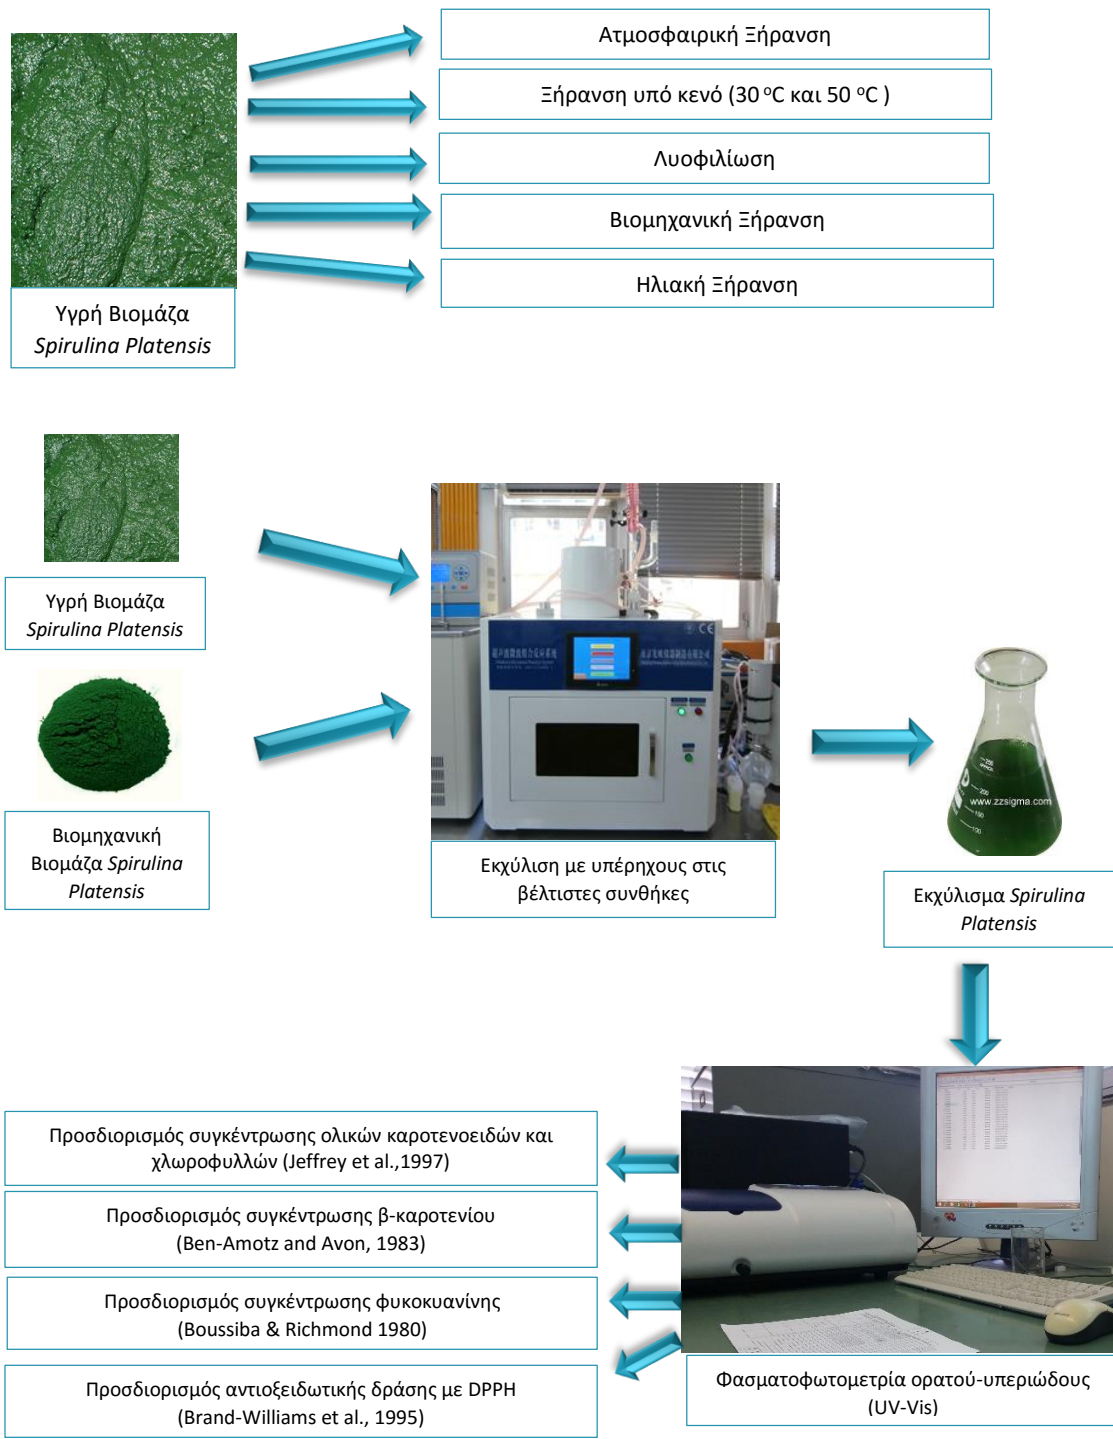 Ατμοσφαιρική Ξήρανση
Ξήρανση υπό κενό (30 °C και 50 °C )
Λυοφιλίωση
Βιομηχανική Ξήρανση
Ηλιακή Ξήρανση
Υγρή Βιομάζα
Spirulina Platensis
Υγρή Βιομάζα
Spirulina Platensis
Βιομηχανική
Βιομάζα Spirulina
Platensis
Εκχύλιση με υπέρηχους στις
βέλτιστες συνθήκες
www.zzsigma.com
Εκχύλισμα Spirulina
Platensis
Προσδιορισμός συγκέντρωσης ολικών καροτενοειδών και
χλωροφυλλών (Jeffrey et al.,1997)
Προσδιορισμός συγκέντρωσης β-καροτενίου
(Ben-Amotz and Avon, 1983)
Προσδιορισμός συγκέντρωσης φυκοκυανίνης
(Boussiba & Richmond 1980)
Προσδιορισμός αντιοξειδωτικής δράσης με DPPH
(Brand-Williams et al., 1995)
Φασματοφωτομετρία ορατού-υπεριώδους
(UV-Vis)